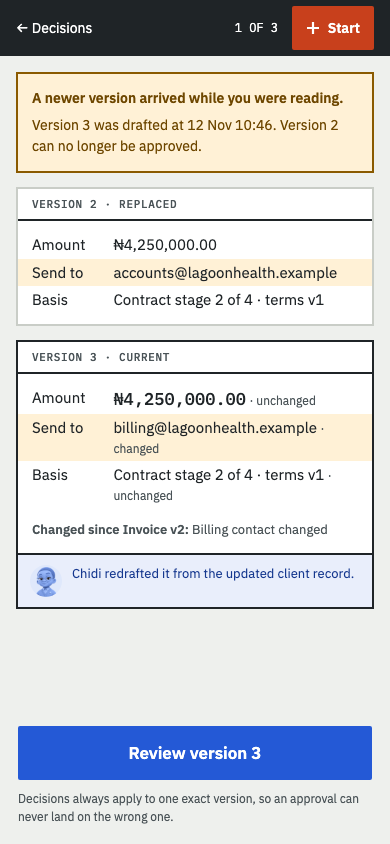 ← Decisions
1 OF 3
+ Start
A newer version arrived while you were reading.
Version 3 was drafted at 12 Nov 10:46. Version 2
can no longer be approved.
VERSION 2 · REPLACED
Amount ₦4,250,000.00
Send to accounts@lagoonhealth.example
Basis Contract stage 2 of 4 · terms v1
VERSION 3 · CURRENT
Amount ₦4,250,000.00 · unchanged
Send to billing@lagoonhealth.example ·
changed
Basis Contract stage 2 of 4 · terms v1 ·
unchanged
Changed since Invoice v2: Billing contact changed
Chidi redrafted it from the updated client record.
Review version 3
Decisions always apply to one exact version, so an approval can
never land on the wrong one.